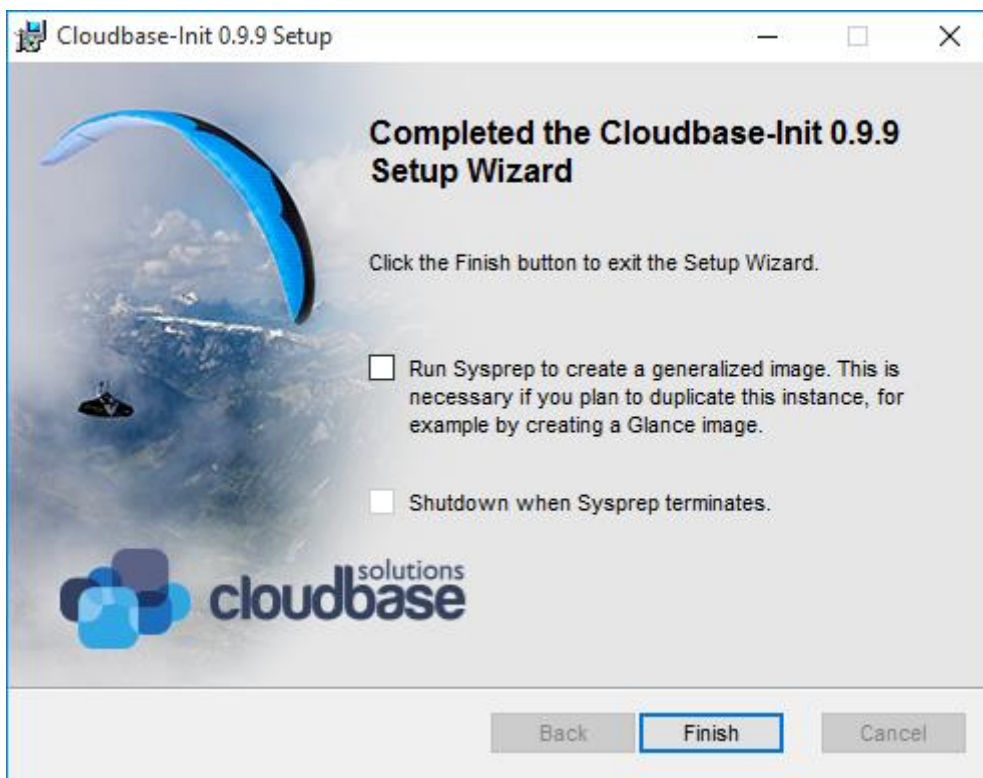 Cloudbase-Init 0.9.9 Setup
Completed the Cloudbase-Init 0.9.9
Setup Wizard
Click the Finish button to exit the Setup Wizard.
Run Sysprep to create a generalized image. This is
necessary if you plan to duplicate this instance, for
example by creating a Glance image.
Shutdown when Sysprep terminates.
solutions
cloudbase
Back
Finish
Cancel